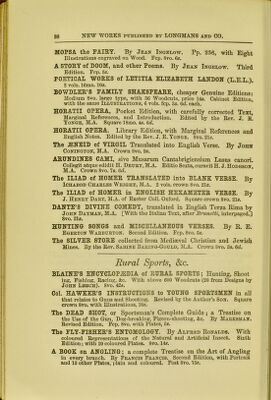 28 NEW WORKS PUBLISHED BY LONGMANS AND CO.
MOPSA the FAIRY. By JEAN INGELOW. Pp. 256, with Eight
Illustrations engraved on Wood. Fcp. 8vo. 6s.
A STORY of DOOM, and other Poems. By JEAN INGELOW. Third
Edition. Fcp. 5s.
POETICAL WORKS of LETITIA ELIZABETH LANDON (L.E.L.).
2 vols. 16mo. 10s.
BOWDLER'S FAMILY SHAKESPEARE, cheaper Genuine Editions:
Medium 8vo. large type, with 36 Woodcuts, price 14s. Cabinet Edition,
with the same ILLUSTRATIONS, 6 vols. fcp. 3s. 6d. each.
HORATII OPERA, Pocket Edition, with carefully corrected Text,
Marginal References, and Introduction. Edited by the Rev. J. E.
YONGE, M.A. Square 18mo. 4s. 6d.
HORATII OPERA. Library Edition, with Marginal References and
English Notes. Edited by the Rev. J. E. YONGE. 8vo. 21s.
The ÆNEID of VIRGIL Translated into English Verse. By JOHN
CONINGTON, M.A. Crown 8vo. 9s.
ARUNDINES CAMI, sive Musarum Cantabrigiensium Lusus canori.
Collegit atque edidit H. DRURY, M.A. Editio Sexta, curavit H. J. HODGSON,
M.A. Crown 8vo. 7s. 6d.
The ILIAD of HOMER TRANSLATED into BLANK VERSE. By
ICHABOD CHARLES WRIGHT, M.A. 2 vols. crown 8vo. 21s.
The ILIAD of HOMER in ENGLISH HEXAMETER VERSE. By
J. HENRY DART, M.A. of Exeter Coll. Oxford. Square crown 8vo. 21s.
DANTE'S DIVINE COMEDY, translated in English Terza Rima by
JOHN DAYMAN, M.A. [With the Italian Text, after Brunetti, interpaged.]
8vo. 21s.
HUNTING SONGS and MISCELLANEOUS VERSES. By R. E.
EGERTON WARBURTON. Second Edition. Fcp. 8vo. 5s.
The SILVER STORE collected from Mediæval Christian and Jewish
Mines. By the Rev. SABINE BARING-GOULD, M.A. Crown 8vo. 3s. 6d.
Rural Sports, &c.
BLAINE'S ENCYCLOPÆDIA of RURAL SPORTS; Hunting, Shoot
ing, Fishing, Racing, &c. With above 600 Woodcuts (20 from Designs by
JOHN LEECH). 8vo. 42s.
Col. HAWKER'S INSTRUCTIONS to YOUNG SPORTSMEN in all
that relates to Guns and Shooting. Revised by the Author's SON. Square
crown 8vo. with Illustrations, 18s.
The DEAD SHOT, or Sportsman's Complete Guide; a Treatise on
the Use of the Gun, Dog-breaking, Pigeon-shooting, &c. By MARKSMAN.
Revised Edition. Fcp. 8vo. with Plates, 5s.
The FLY-FISHER'S ENTOMOLOGY. By ALFRED RONALDS. With
coloured Representations of the Natural and Artificial Insect. Sixth
Edition; with 20 coloured Plates. 8vo. 14s.
A BOOK on ANGLING; a complete Treatise on the Art of Angling
in every branch. By FRANCIS FRANCIS. Second Edition, with Portrait
and 15 other Plates, plain and coloured. Post 8vo. 15s.